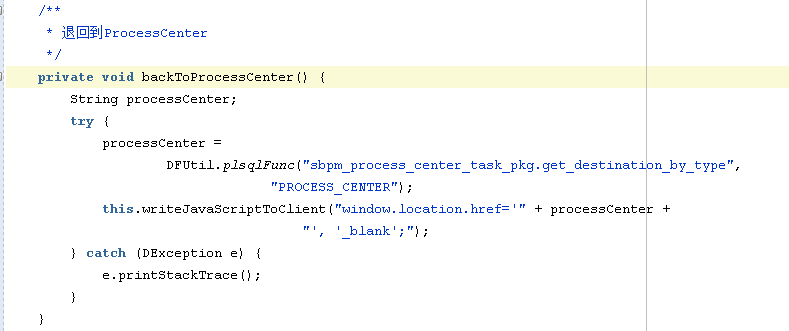 /**
 * 退回到ProcessCenter
 */
private void backToProcessCenter() {
    String processCenter;
    try {
        processCenter =
                DFUtil.plsqlFunc("sbpm_process_center_task_pkg.get_destination_by_type",
                             "PROCESS_CENTER");
        this.writeJavaScriptToClient("window.location.href='" + processCenter +
                                 "', '_blank';");
    } catch (DException e) {
        e.printStackTrace();
    }
}